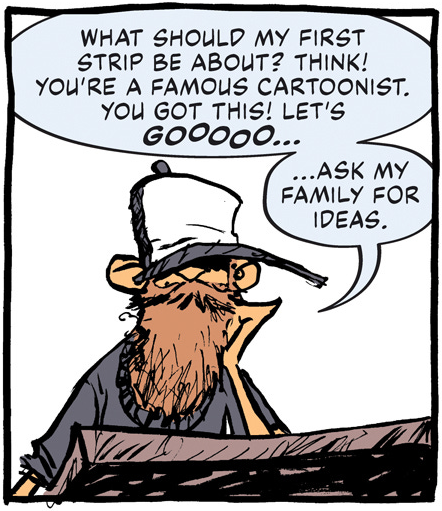 WHAT SHOULD MY FIRST
STRIP BE ABOUT? THINK!
YOU'RE A FAMOUS CARTOONIST.
YOU GOT THIS! LET'S
GOOOOO...
...ASK MY
FAMILY FOR
IDEAS.